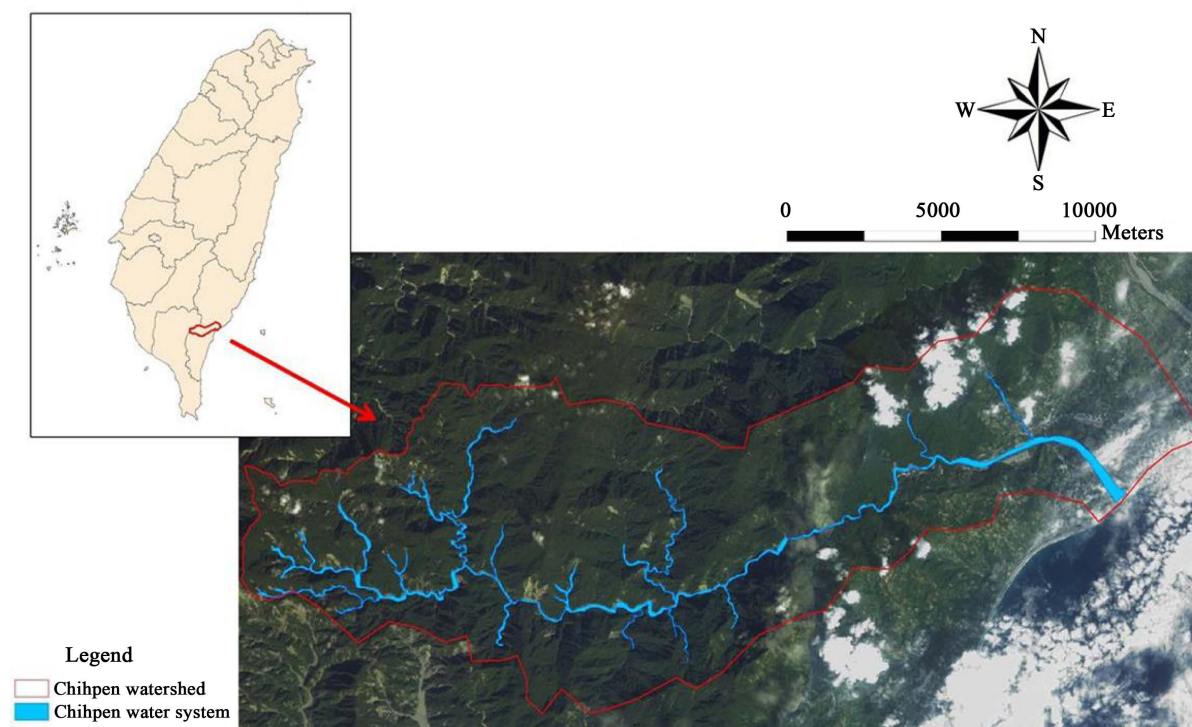 N
W E
S
0 5000 10000
Meters
Legend
Chihpen watershed
Chihpen water system